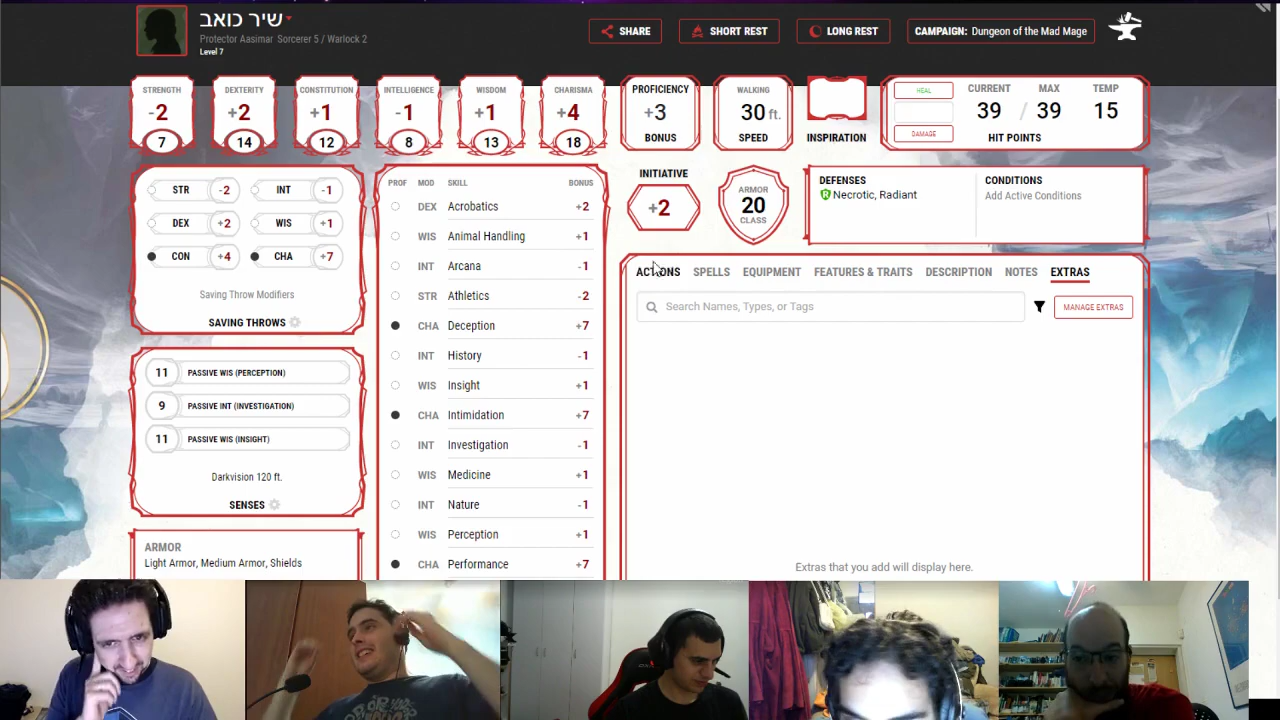 שיר כואב
Protector Aasimar Sorcerer 5 / Warlock 2
Level 7
SHARE
SHORT REST
LONG REST
CAMPAIGN: Dungeon of the Mad Mage
STRENGTH
-2
7
DEXTERITY
+2
14
CONSTITUTION
+1
12
INTELLIGENCE
-1
8
WISDOM
+1
13
CHARISMA
+4
18
PROFICIENCY
+3
BONUS
WALKING
30 ft.
SPEED
INSPIRATION
HEAL
DAMAGE
CURRENT MAX TEMP
39 / 39 15
HIT POINTS
STR -2 INT -1
DEX +2 WIS +1
CON +4 CHA +7
Saving Throw Modifiers
SAVING THROWS
11 PASSIVE WIS (PERCEPTION)
9 PASSIVE INT (INVESTIGATION)
11 PASSIVE WIS (INSIGHT)
Darkvision 120 ft.
SENSES
ARMOR
Light Armor, Medium Armor, Shields
PROF MOD SKILL BONUS
DEX Acrobatics +2
WIS Animal Handling +1
INT Arcana -1
STR Athletics -2
CHA Deception +7
INT History -1
WIS Insight +1
CHA Intimidation +7
INT Investigation -1
WIS Medicine +1
INT Nature -1
WIS Perception +1
CHA Performance +7
INITIATIVE
+2
ARMOR
20
CLASS
DEFENSES
Necrotic, Radiant
CONDITIONS
Add Active Conditions
ACTIONS SPELLS EQUIPMENT FEATURES & TRAITS DESCRIPTION NOTES EXTRAS
Search Names, Types, or Tags
MANAGE EXTRAS
Extras that you add will display here.